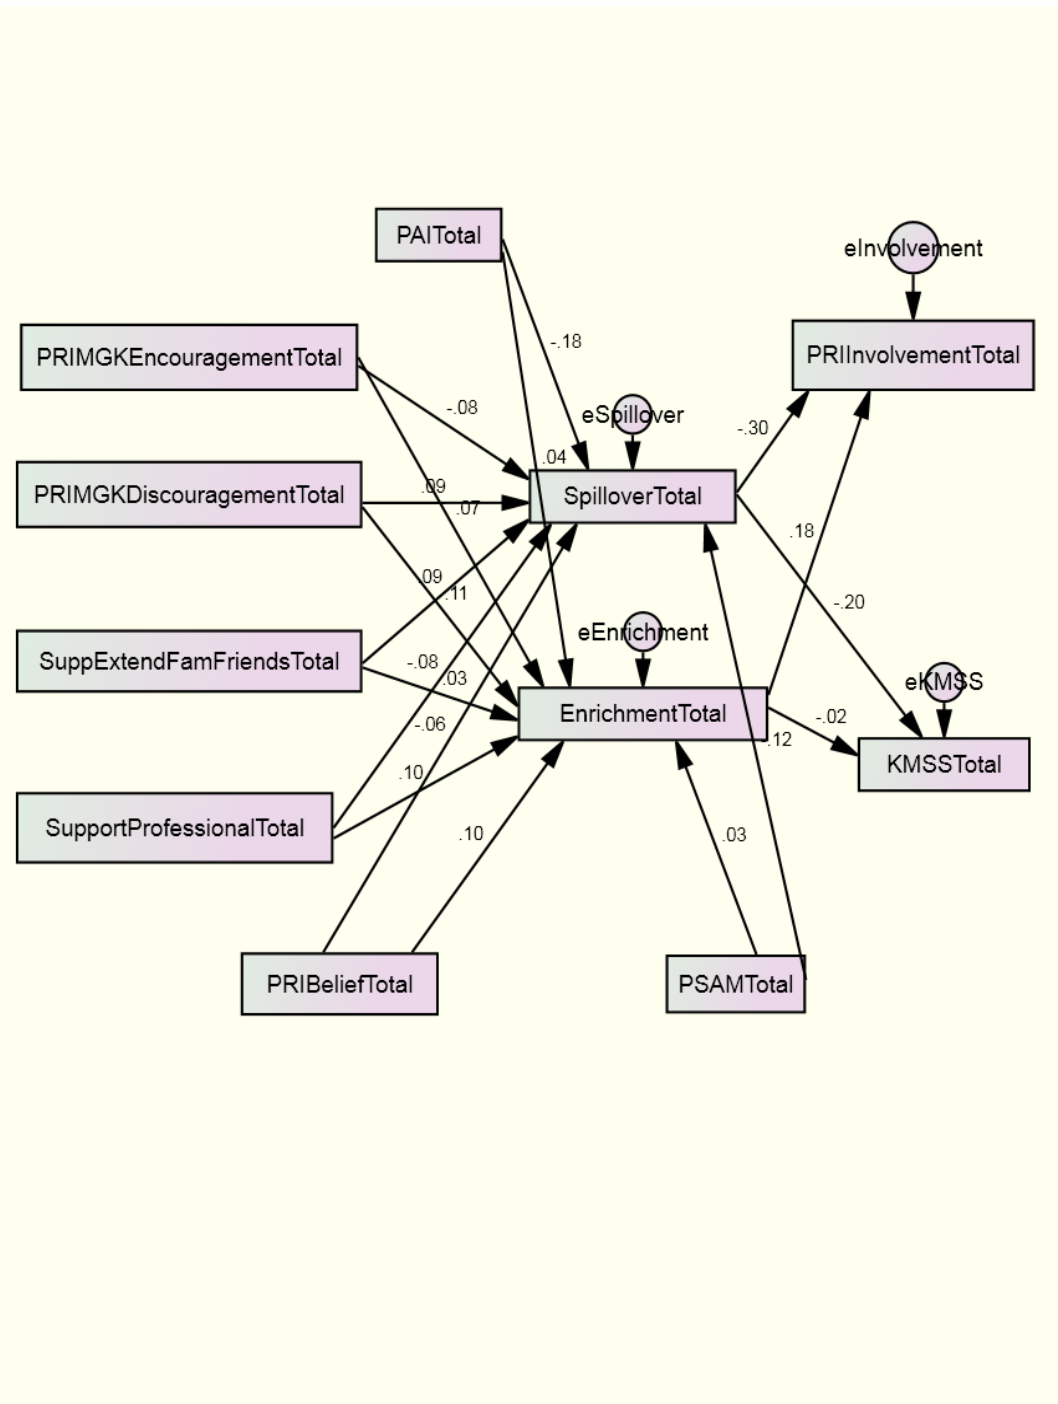 PAITotal
eInvolvement
PRIMGKEncouragementTotal
PRIInvolvementTotal
-.18
-.08
eSpillover
-.30
.04
PRIMGKDiscouragementTotal
.09
SpilloverTotal
.07
.18
.09
.11
-.20
SuppExtendFamFriendsTotal
-.08
.03
eEnrichment
eKMSS
-.06
EnrichmentTotal
-.02
.12
KMSSTotal
.10
SupportProfessionalTotal
.10
.03
PRIBeliefTotal
PSAMTotal